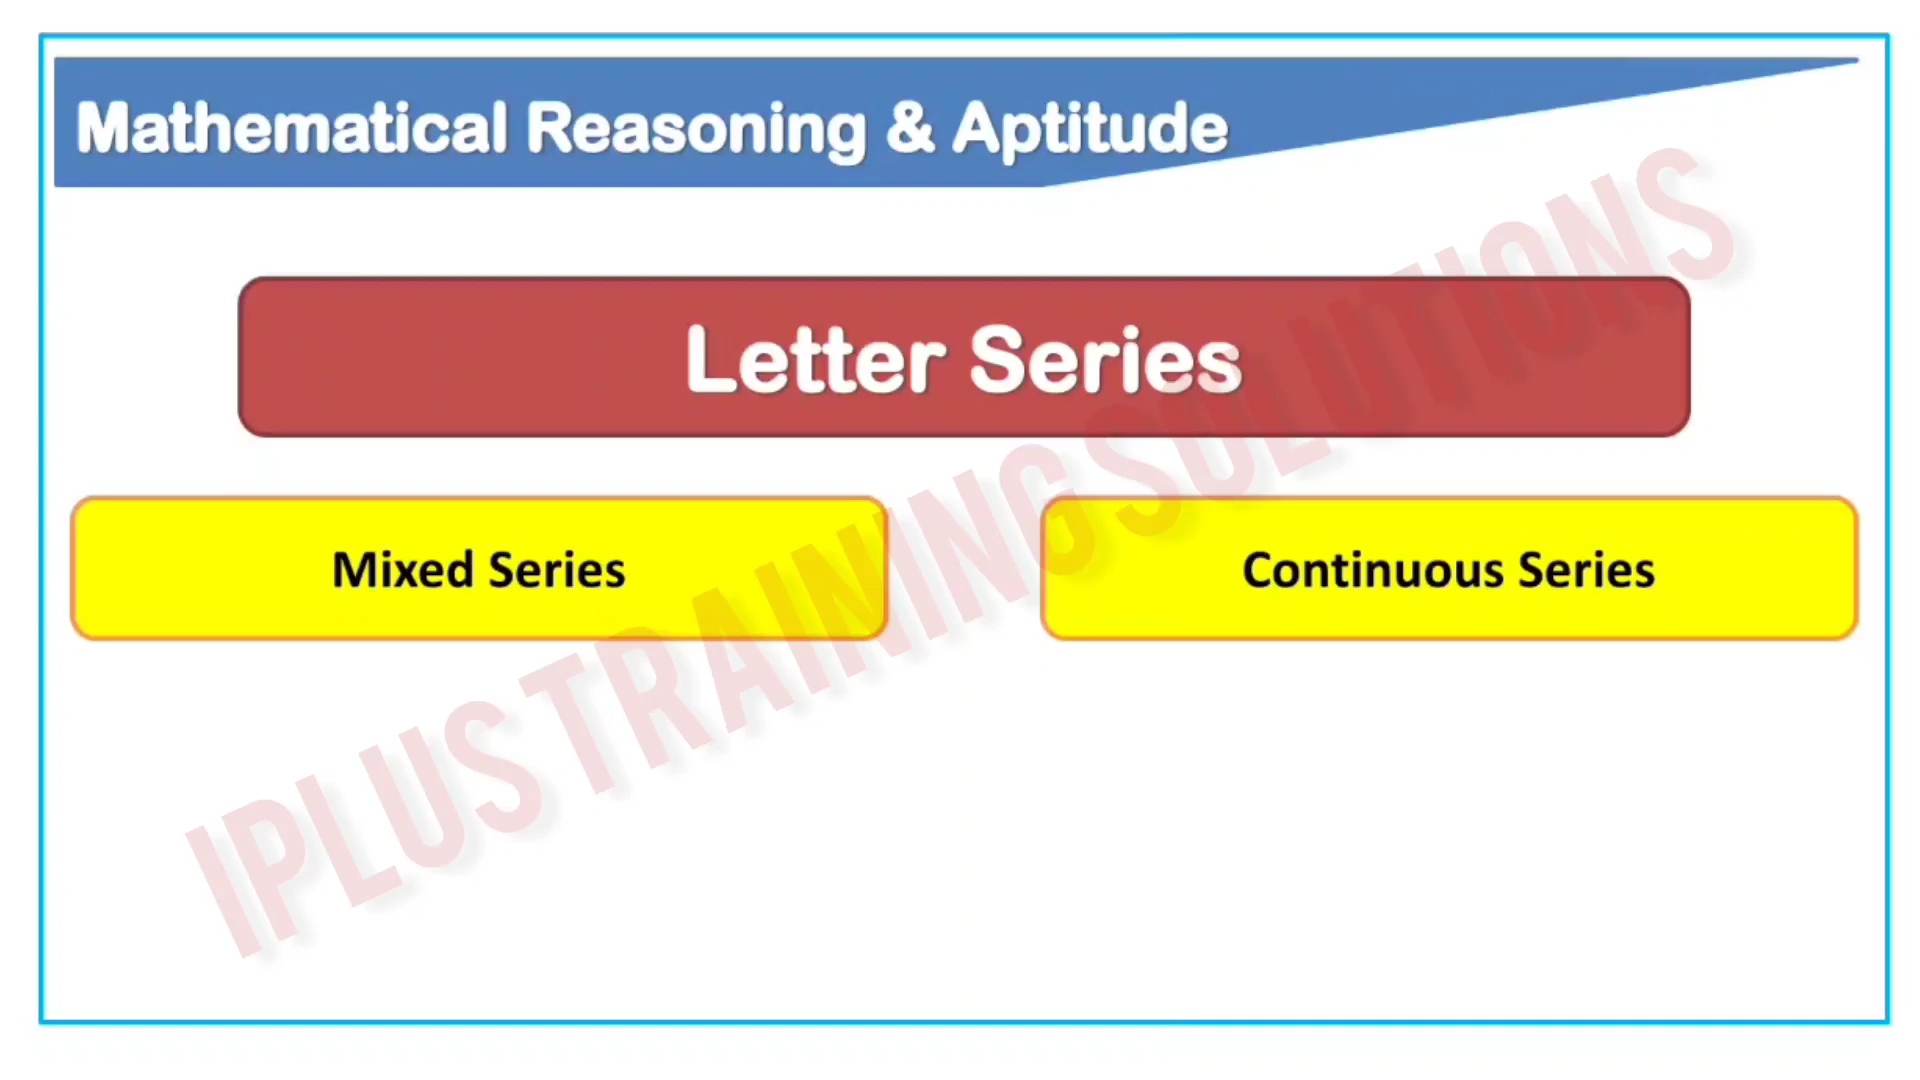 Mathematical Reasoning & Aptitude
Letter Series
Mixed Series
Continuous Series
IPLUS TRAINING SOLUTIONS